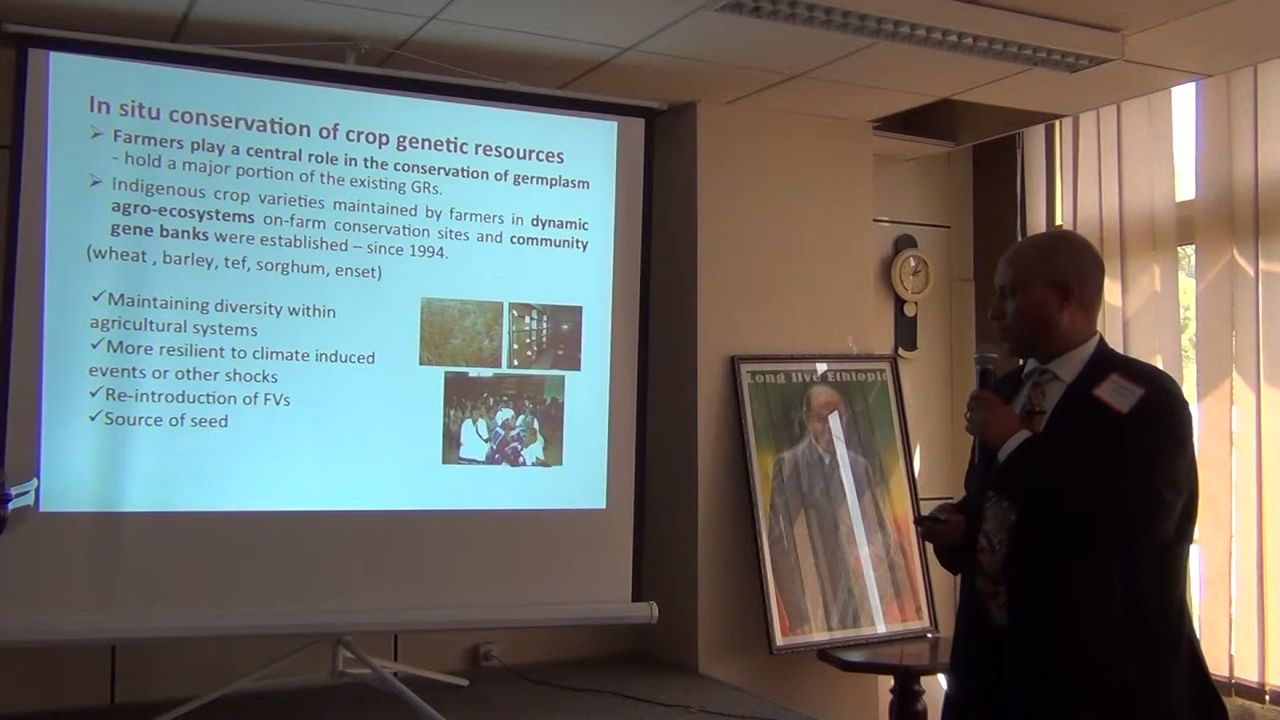 In situ conservation of crop genetic resources
➢ Farmers play a central role in the conservation of germplasm
- hold a major portion of the existing GRs.
➢ Indigenous crop varieties maintained by farmers in dynamic
agro-ecosystems on-farm conservation sites and community
gene banks were established – since 1994.
(wheat , barley, tef, sorghum, enset)
✓Maintaining diversity within
agricultural systems
✓More resilient to climate induced
events or other shocks
✓Re-introduction of FVs
✓Source of seed
Long live Ethiopia